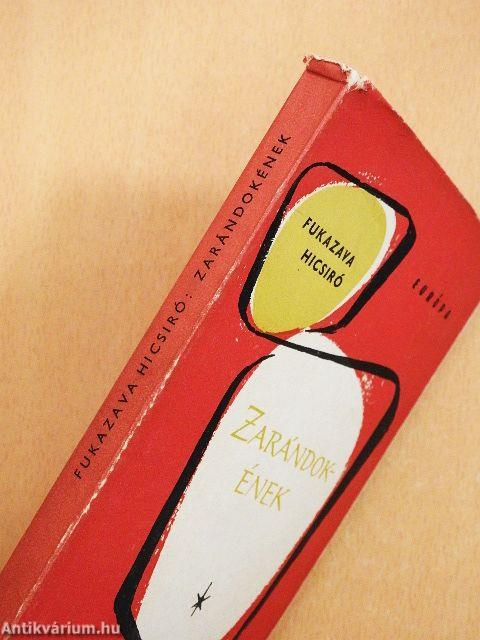 FUKAZAVA HICSIRÓ: ZARÁNDOKÉNEK
FUKAZAVA
HICSIRÓ
EURÓPA
ZARÁNDOK-
ÉNEK
Antikvárium.hu